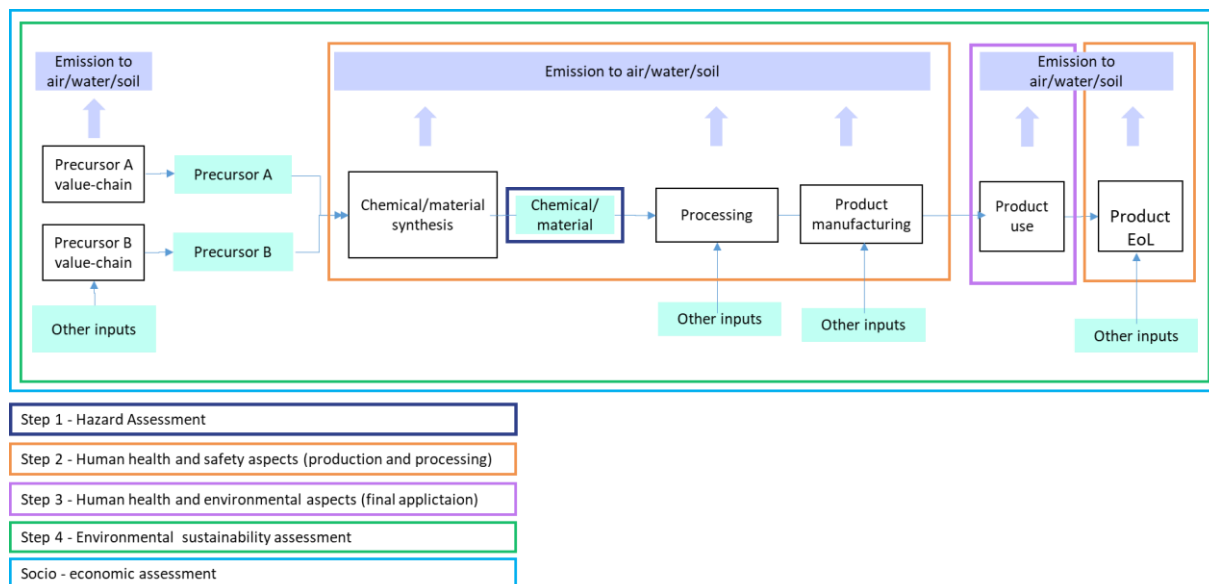 Emission to
air/water/soil
Emission to air/water/soil
Emission to
air/water/soil
Precursor A
value-chain
Precursor A
Chemical/material
synthesis
Chemical/
material
Processing
Product
manufacturing
Product
use
Product
EoL
Precursor B
value-chain
Precursor B
Other inputs
Other inputs
Other inputs
Other inputs
Step 1 - Hazard Assessment
Step 2 - Human health and safety aspects (production and processing)
Step 3 - Human health and environmental aspects (final applictaion)
Step 4 - Environmental sustainability assessment
Socio - economic assessment